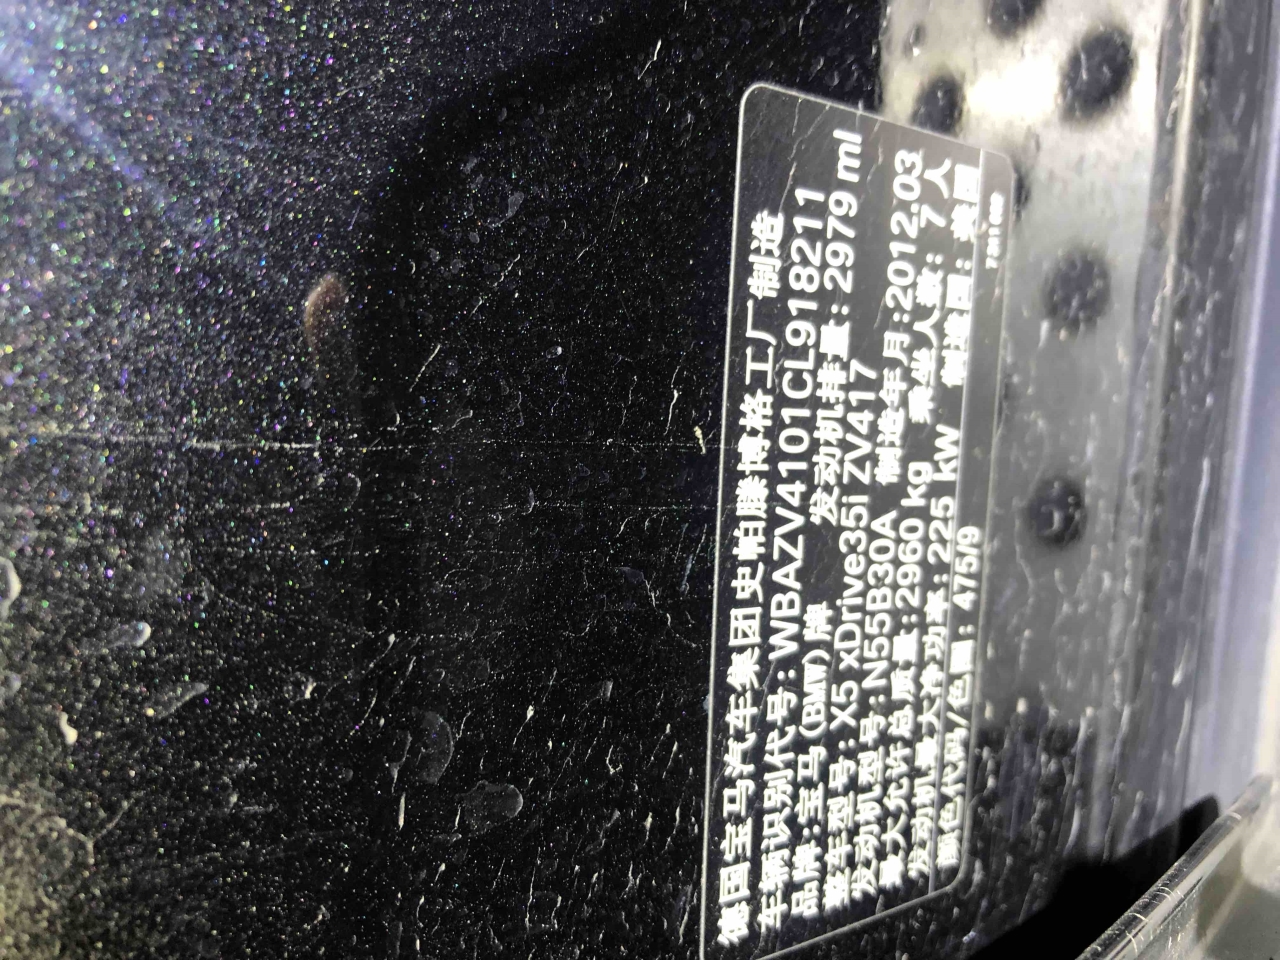 德国宝马汽车集团史帕滕博格工厂制造
车辆识别代号:WBAZV4101CL918211
品牌:宝马(BMW)牌 发动机排量:2979 ml
整车型号:X5 xDrive35i ZV417
发动机型号:N55B30A 制造年月:2012.03
最大允许总质量:2960 kg 乘坐人数:7人
发动机最大净功率:225 kW 制造国:美国
颜色代码/色图: 475/9